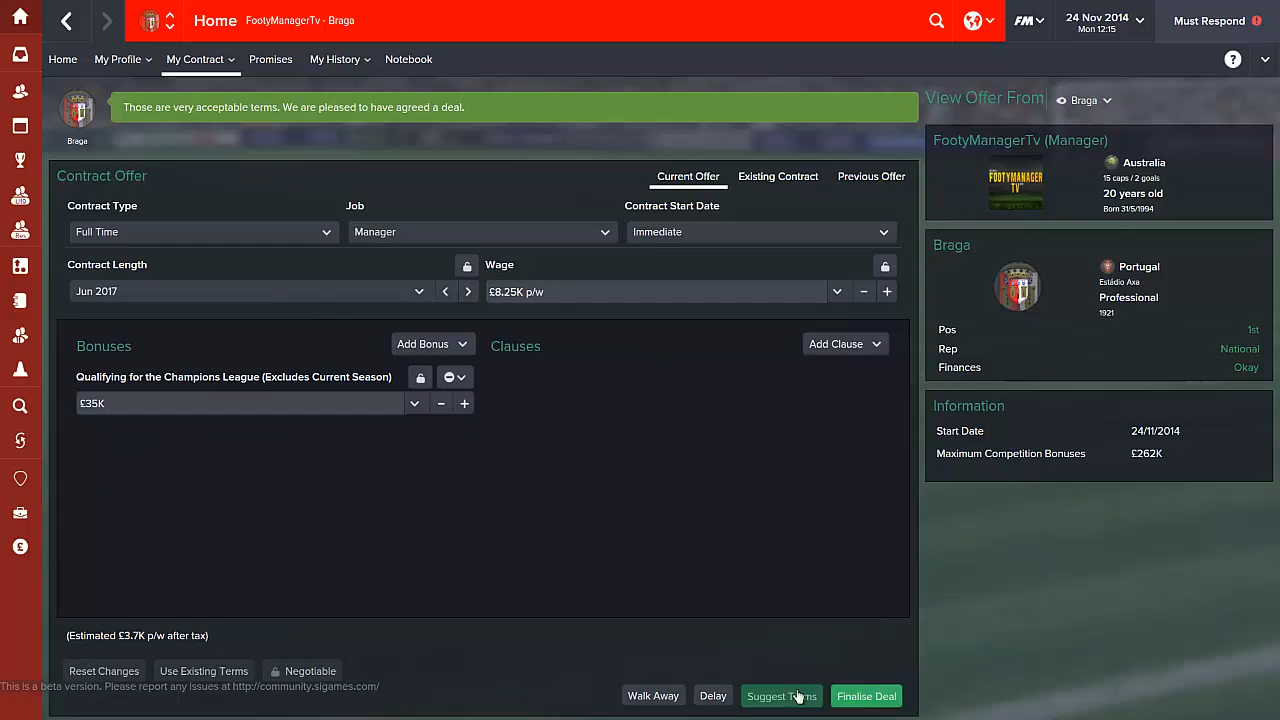 Home FootyManagerTv - Braga
FM
24 Nov 2014
Mon 12:15
Must Respond
Home My Profile My Contract Promises My History Notebook
Braga
Those are very acceptable terms. We are pleased to have agreed a deal.
Contract Offer
Current Offer Existing Contract Previous Offer
Contract Type Job Contract Start Date
Full Time Manager Immediate
Contract Length Wage
Jun 2017 £8.25K p/w
Bonuses Add Bonus Clauses Add Clause
Qualifying for the Champions League (Excludes Current Season)
£35K
(Estimated £3.7K p/w after tax)
Reset Changes Use Existing Terms Negotiable
This is a beta version. Please report any issues at http://community.sigames.com/
Walk Away Delay Suggest Terms Finalise Deal
View Offer From Braga
FootyManagerTv (Manager)
FOOTYMANAGER
TV
Australia
15 caps / 2 goals
20 years old
Born 31/5/1994
Braga
Portugal
Estádio Axa
Professional
1921
Pos 1st
Rep National
Finances Okay
Information
Start Date 24/11/2014
Maximum Competition Bonuses £262K